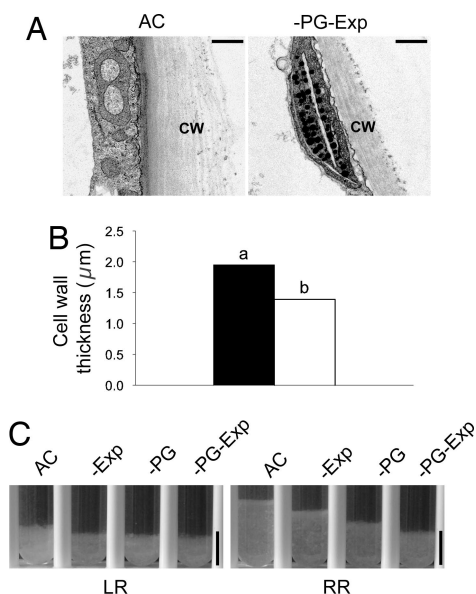 A
AC
-PG-Exp
CW
CW
B
Cell wall
thickness (μm)
2.5
2.0
1.5
1.0
0.5
0.0
a
b
C
AC
-Exp
-PG
-PG-Exp
AC
-Exp
-PG
-PG-Exp
LR
RR